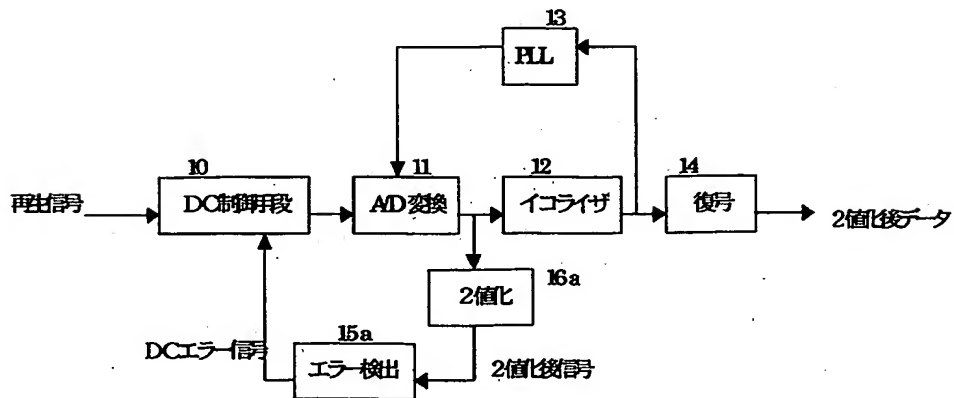 13
PLL
10
11
12
14
再生信号
DC制御手段
A/D変換
イコライザ
復号
2値化後データ
2値化
16a
15a
DCエラー信号
エラー検出
2値化後信号